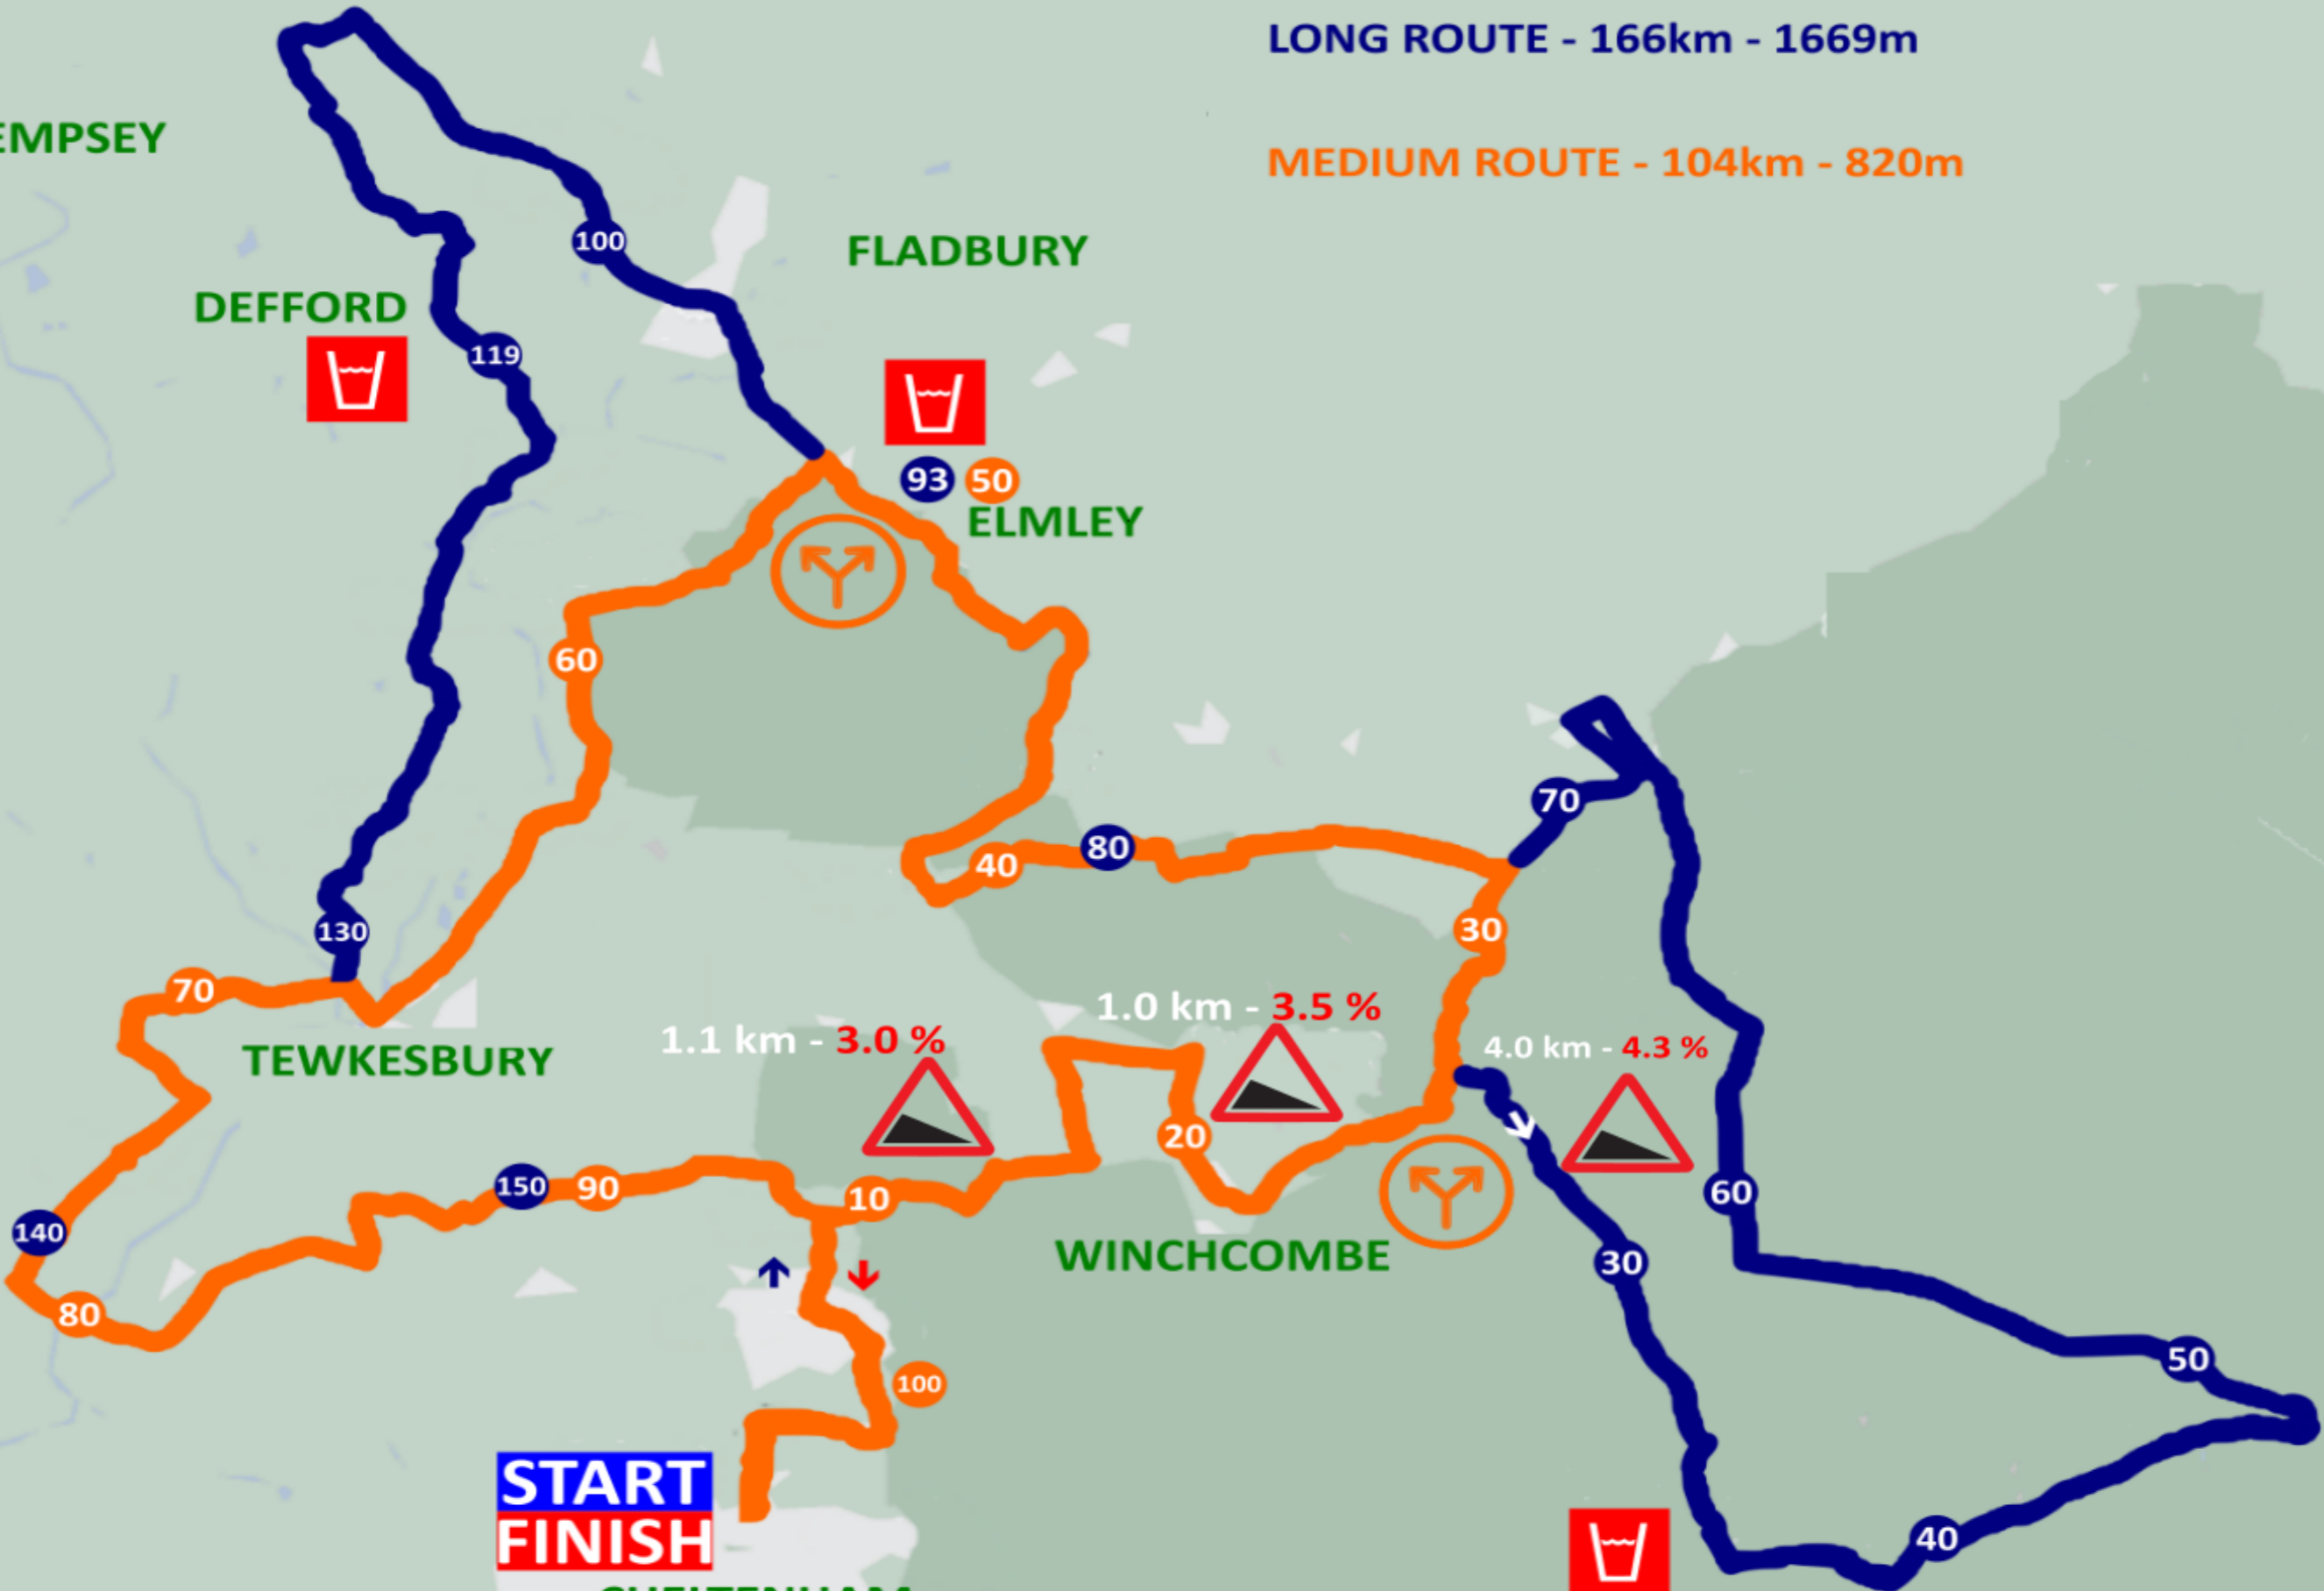 LONG ROUTE - 166km - 1669m
EMPSEY
MEDIUM ROUTE - 104km - 820m
100
FLADBURY
DEFFORD
119
93 50
ELMLEY
60
70
80
40
30
130
70
1.0 km - 3.5 %
1.1 km - 3.0 %
4.0 km - 4.3 %
TEWKESBURY
20
150 90
10
60
140
WINCHCOMBE
30
80
50
100
START
FINISH
40
CHELTENHAM